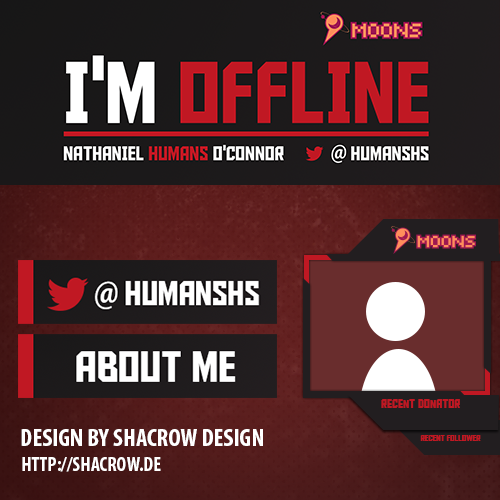 MOONS
I'M OFFLINE
NATHANIEL HUMANS O'CONNOR @ HUMANSHS
MOONS
@ HUMANSHS
ABOUT ME
RECENT DONATOR
RECENT FOLLOWER
DESIGN BY SHACROW DESIGN
HTTP://SHACROW.DE